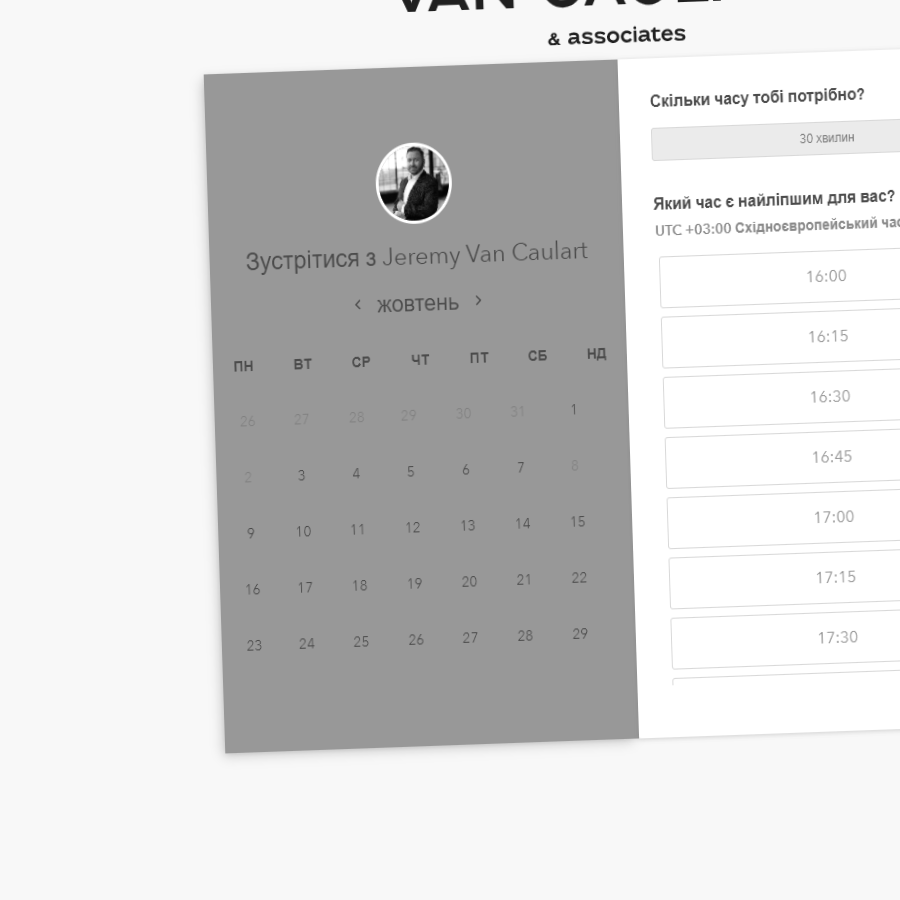 VAN CAULA
& associates
Зустрітися з Jeremy Van Caulart
жовтень
ПН ВТ СР ЧТ ПТ СБ НД
26 27 28 29 30 31 1
2 3 4 5 6 7 8
9 10 11 12 13 14 15
16 17 18 19 20 21 22
23 24 25 26 27 28 29
Скільки часу тобі потрібно?
30 хвилин
Який час є найліпшим для вас?
UTC +03:00 Східноєвропейський час
16:00
16:15
16:30
16:45
17:00
17:15
17:30